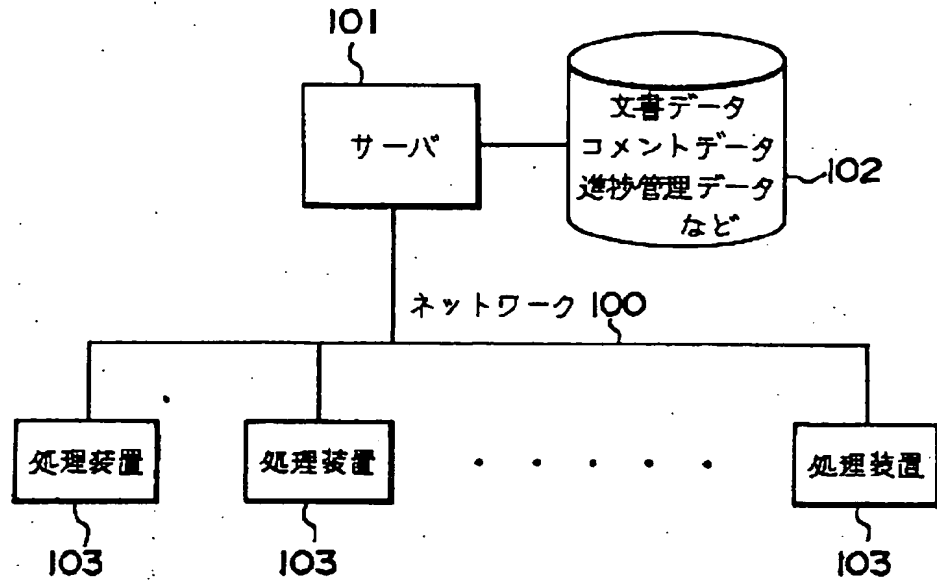 101
サーバ
文書データ
コメントデータ
進捗管理データ
など
102
ネットワーク 100
処理装置 処理装置 ・・・・・ 処理装置
103 103 103